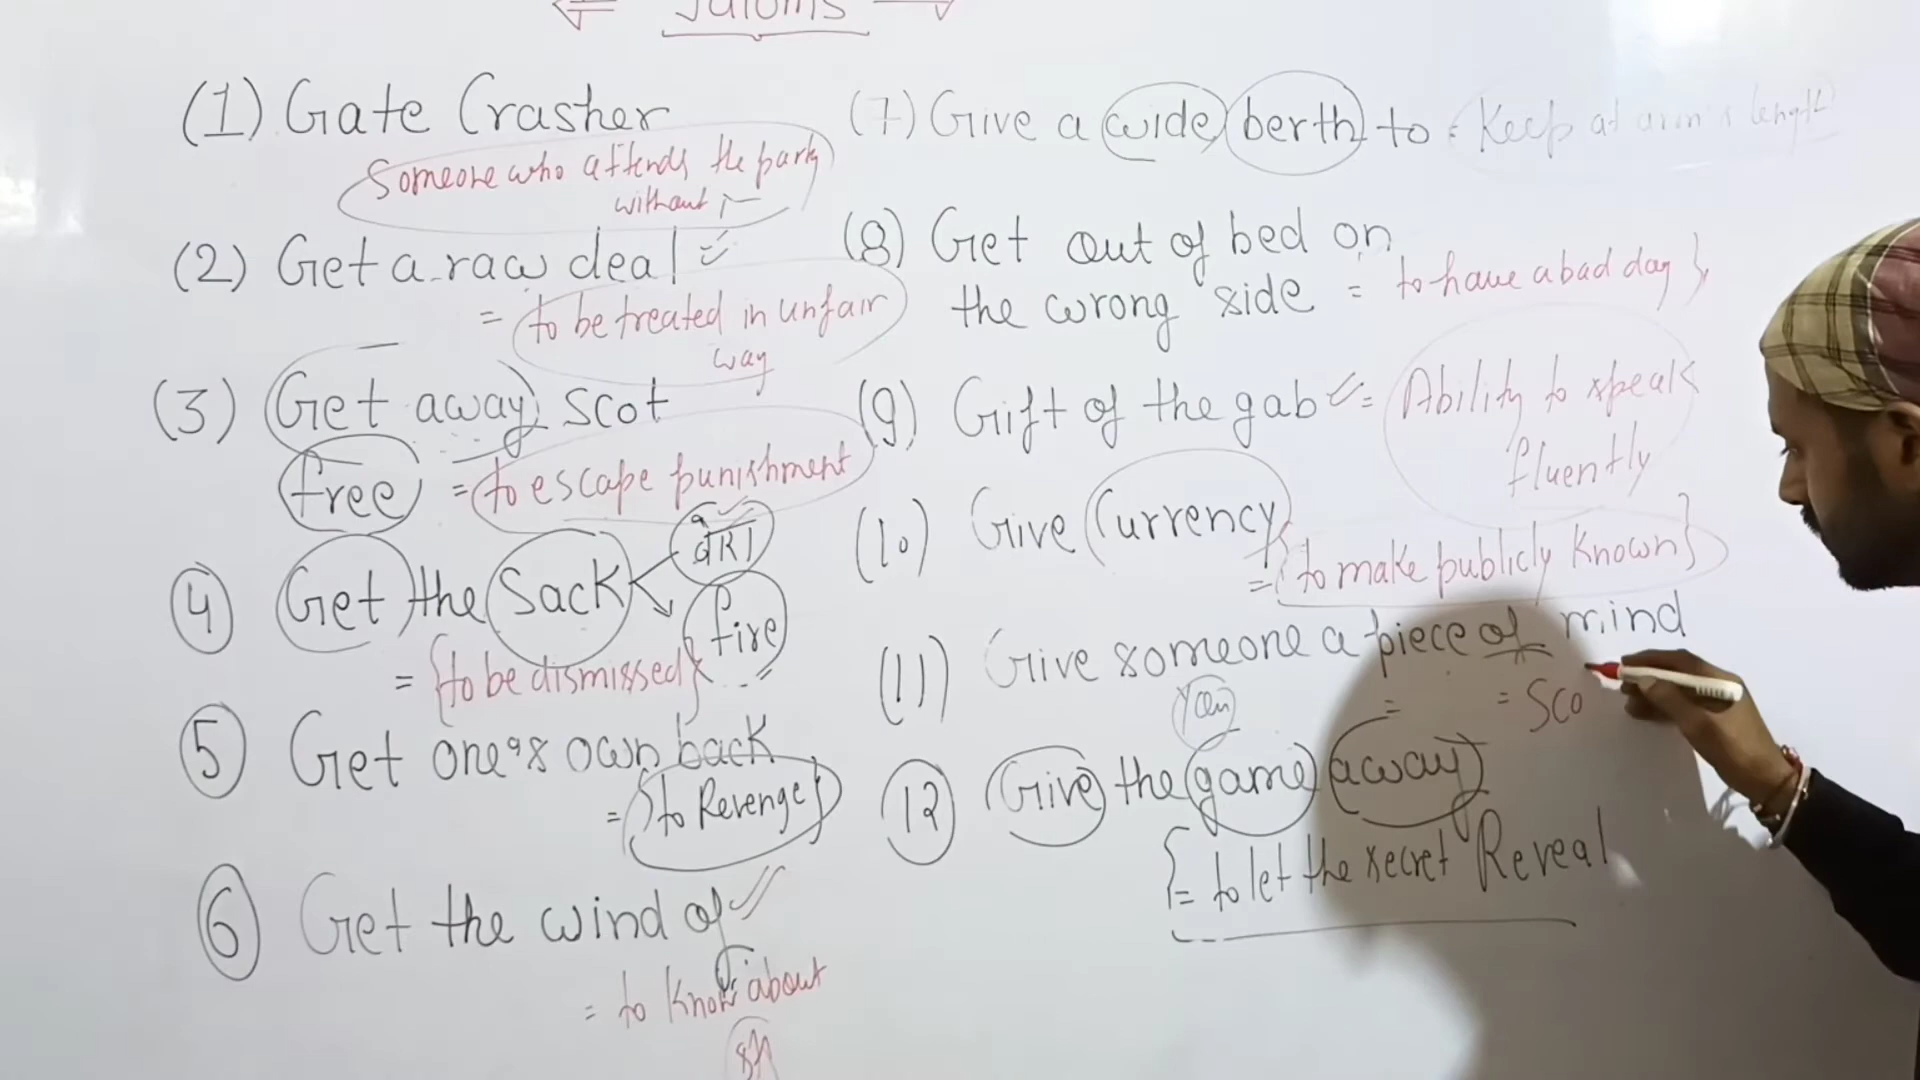 Idioms
(1) Gate Crasher
Someone who attends the party
without i—
(2) Get a raw deal
= to be treated in unfair
way
(3) Get away scot
free = to escape punishment
(4) Get the Sack
बोरा
fire
= {to be dismissed}
(5) Get one's own back
= {to Revenge}
(6) Get the wind of
= to know about
(7) Give a wide berth to = Keep at arm's length
(8) Get out of bed on
the wrong side = to have a bad day}
(9) Gift of the gab = Ability to speak
fluently
(10) Give Currency
= {to make publicly known}
(11) Give someone a piece of mind
= = Sco
(12) Give the game away
{= to let the secret Reveal